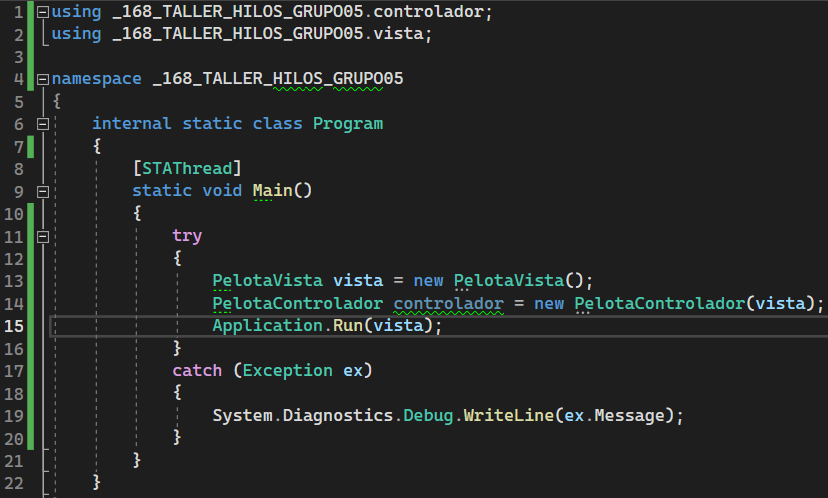 1 using _168_TALLER_HILOS_GRUPO05.controlador;
2 using _168_TALLER_HILOS_GRUPO05.vista;
3
4 namespace _168_TALLER_HILOS_GRUPO05
5 {
6 internal static class Program
7 {
8 [STAThread]
9 static void Main()
10 {
11 try
12 {
13 PelotaVista vista = new PelotaVista();
14 PelotaControlador controlador = new PelotaControlador(vista);
15 Application.Run(vista);
16 }
17 catch (Exception ex)
18 {
19 System.Diagnostics.Debug.WriteLine(ex.Message);
20 }
21 }
22 }